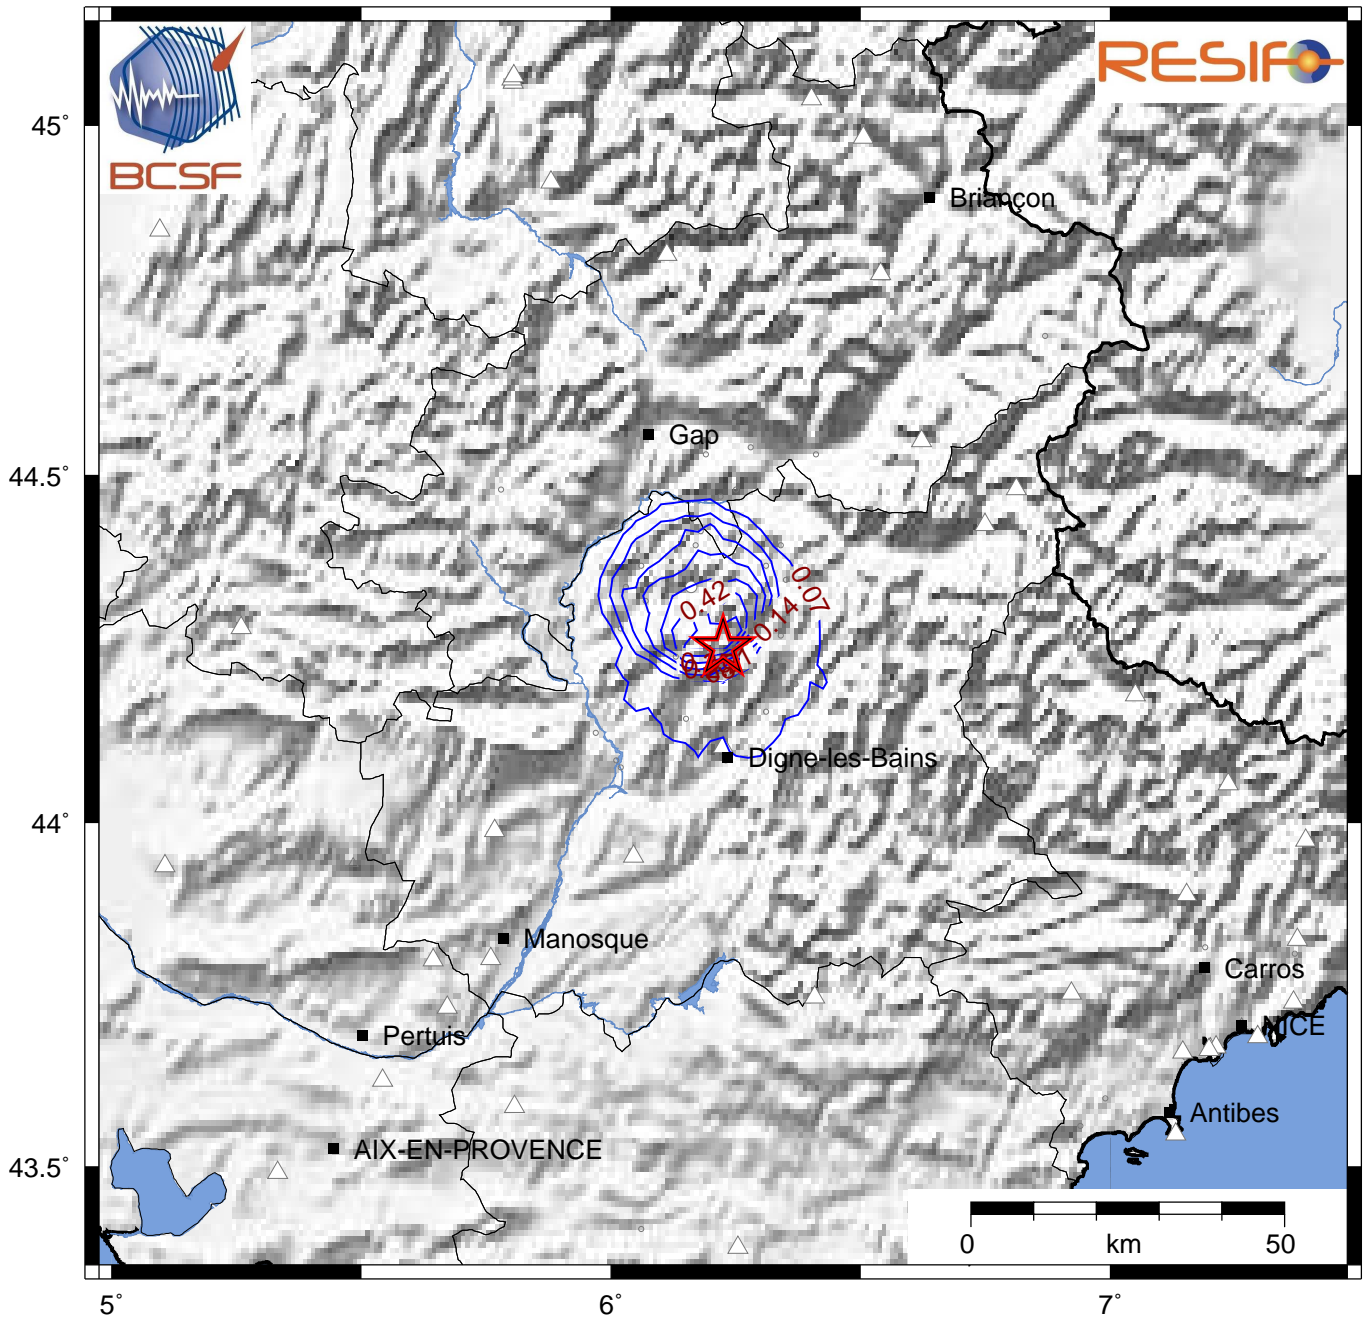 BCSF
RESIF
45°
Briançon
Gap
44.5°
0.07
0.42
0.14
Digne-les-Bains
44°
Manosque
Carros
Pertuis
NICE
Antibes
AIX-EN-PROVENCE
43.5°
0 km 50
5° 6° 7°